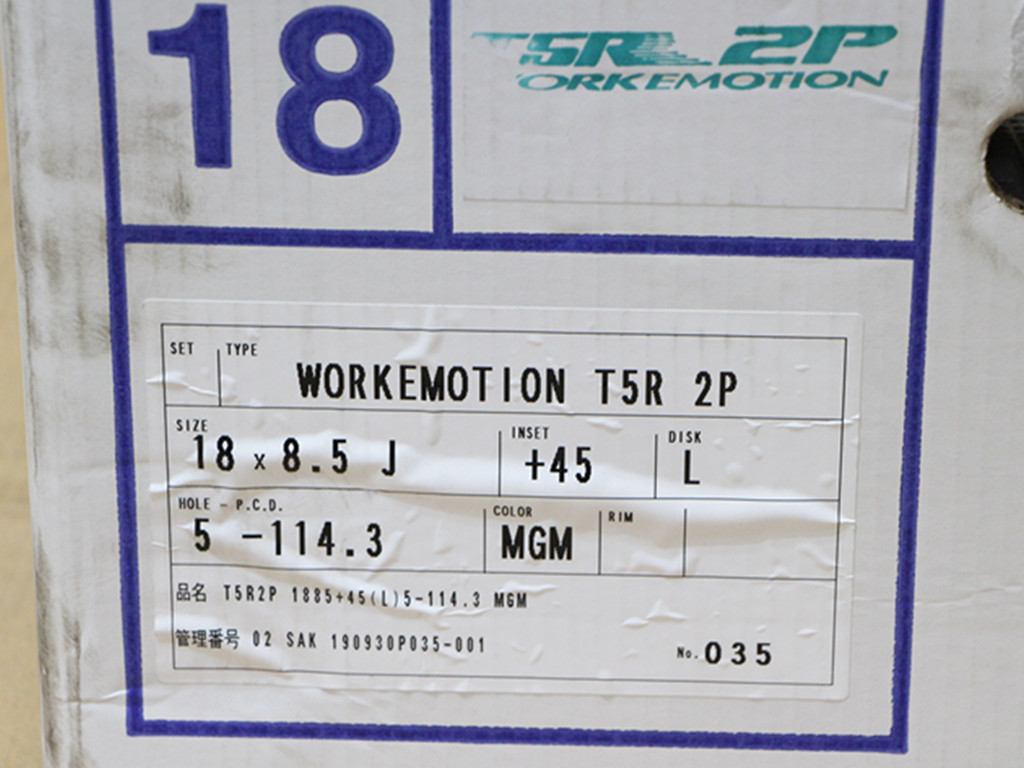 18
T5R 2P
WORKEMOTION
SET TYPE
WORKEMOTION T5R 2P
SIZE INSET DISK
18 x 8.5 J +45 L
HOLE - P.C.D. COLOR RIM
5 -114.3 MGM
品名 T5R2P 1885+45(L)5-114.3 MGM
管理番号 02 SAK 190930P035-001
No. 035